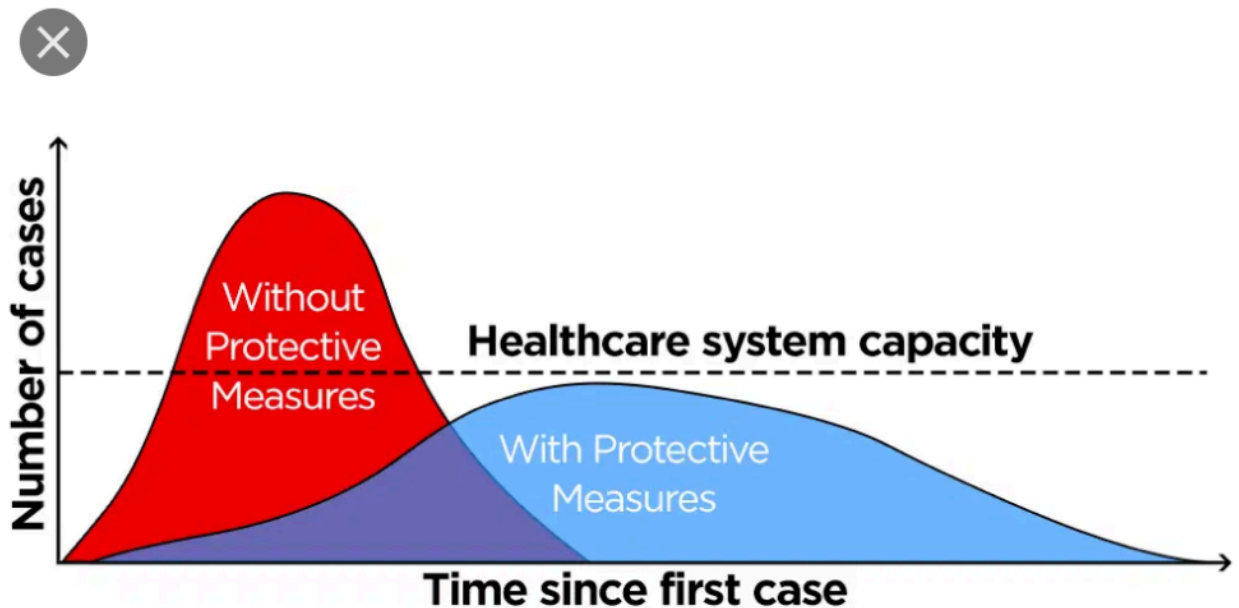 Number of cases
Without
Protective
Measures
Healthcare system capacity
With Protective
Measures
Time since first case